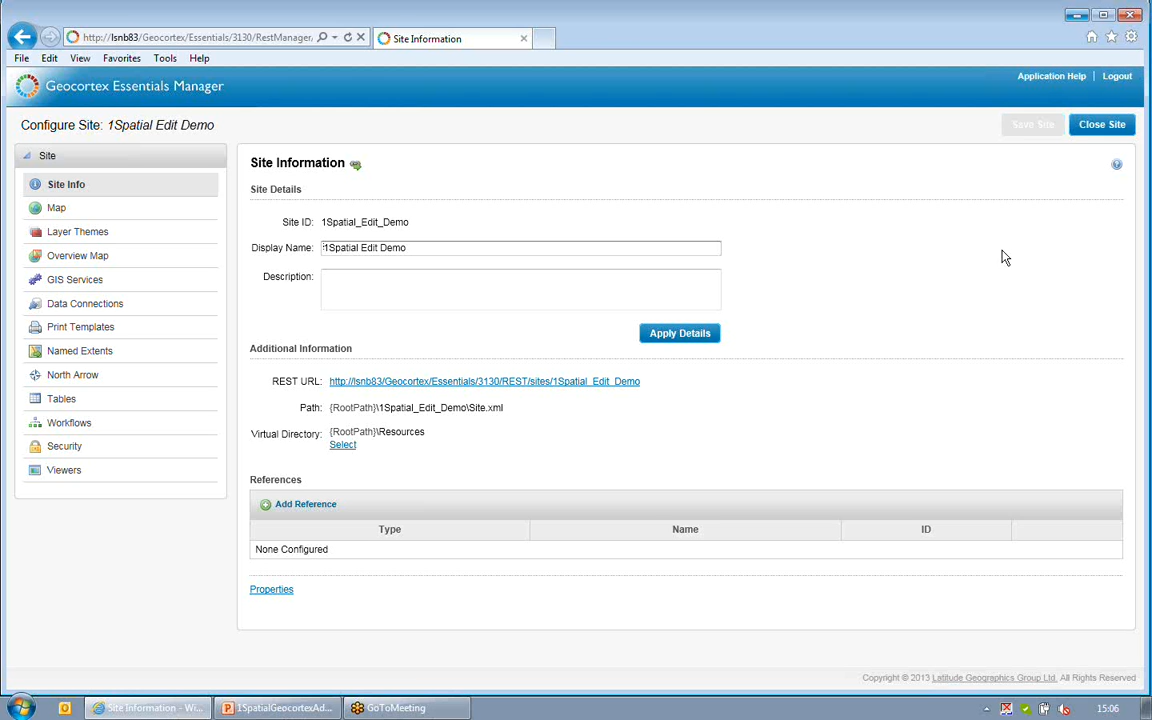 http://lsnb83/Geocortex/Essentials/3130/RestManager/
Site Information
File Edit View Favorites Tools Help
Geocortex Essentials Manager
Application Help | Logout
Configure Site: 1Spatial Edit Demo
Save Site
Close Site
Site
Site Info
Map
Layer Themes
Overview Map
GIS Services
Data Connections
Print Templates
Named Extents
North Arrow
Tables
Workflows
Security
Viewers
Site Information
Site Details
Site ID: 1Spatial_Edit_Demo
Display Name: 1Spatial Edit Demo
Description:
Apply Details
Additional Information
REST URL: http://lsnb83/Geocortex/Essentials/3130/REST/sites/1Spatial_Edit_Demo
Path: {RootPath}\1Spatial_Edit_Demo\Site.xml
Virtual Directory: {RootPath}\Resources
Select
References
Add Reference
Type Name ID
None Configured
Properties
Copyright © 2013 Latitude Geographics Group Ltd. All Rights Reserved
Site Information - Wi...
1SpatialGeocortexAd...
GoToMeeting
15:06